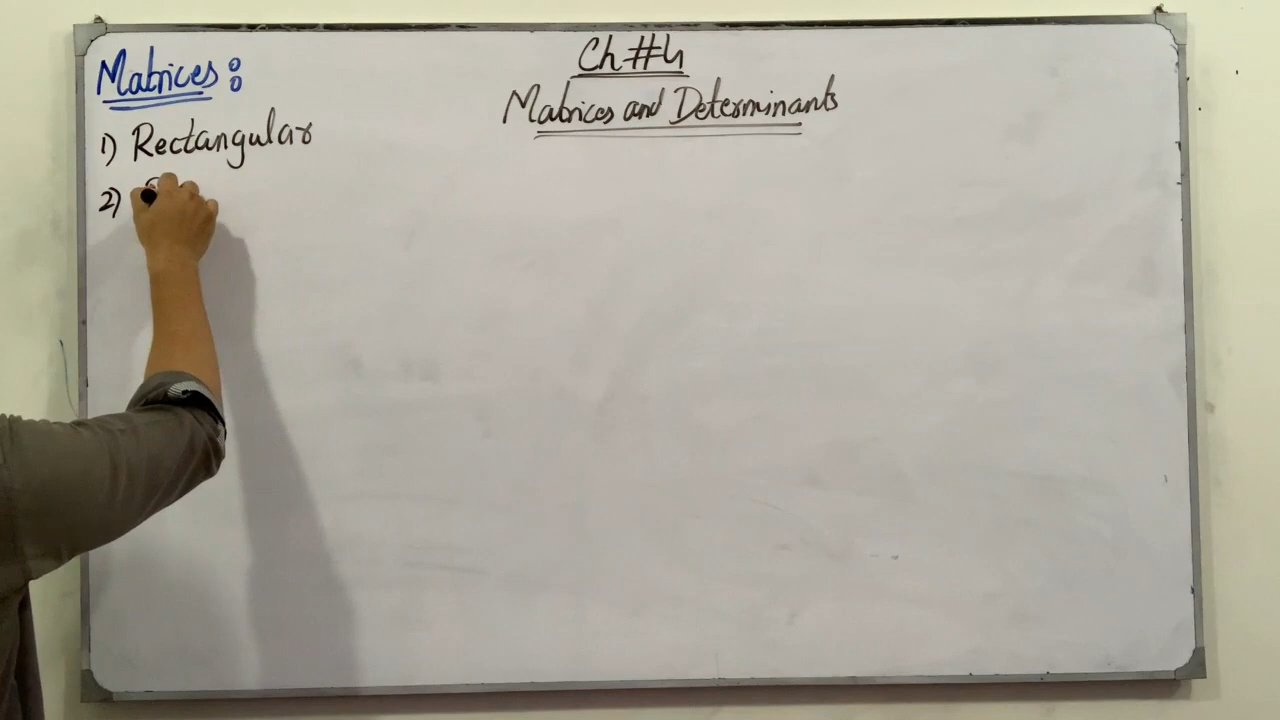 Ch #4
Matrices and Determinants
Matrices :
1) Rectangular
2)